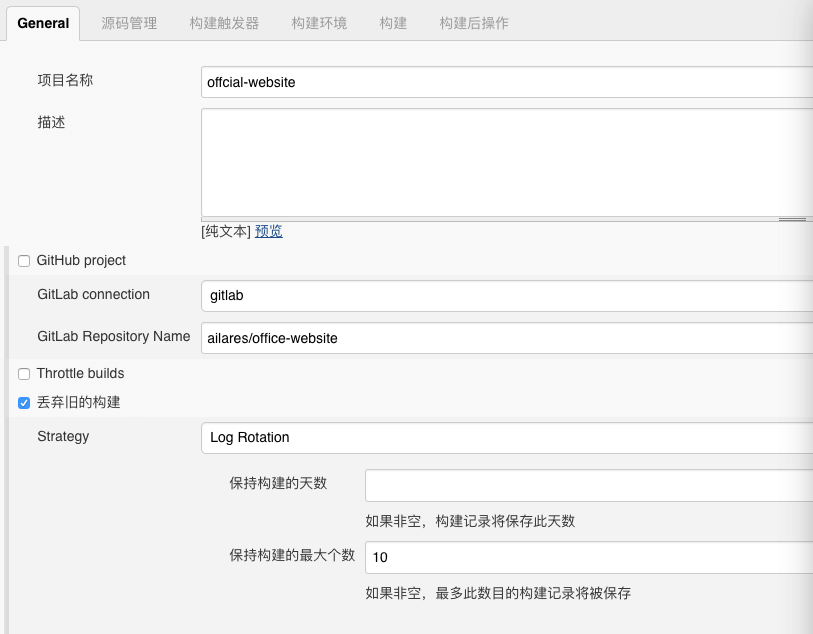 General 源码管理 构建触发器 构建环境 构建 构建后操作
项目名称 offcial-website
描述
[纯文本] 预览
GitHub project
GitLab connection gitlab
GitLab Repository Name ailares/office-website
Throttle builds
丢弃旧的构建
Strategy Log Rotation
保持构建的天数
如果非空，构建记录将保存此天数
保持构建的最大个数 10
如果非空，最多此数目的构建记录将被保存